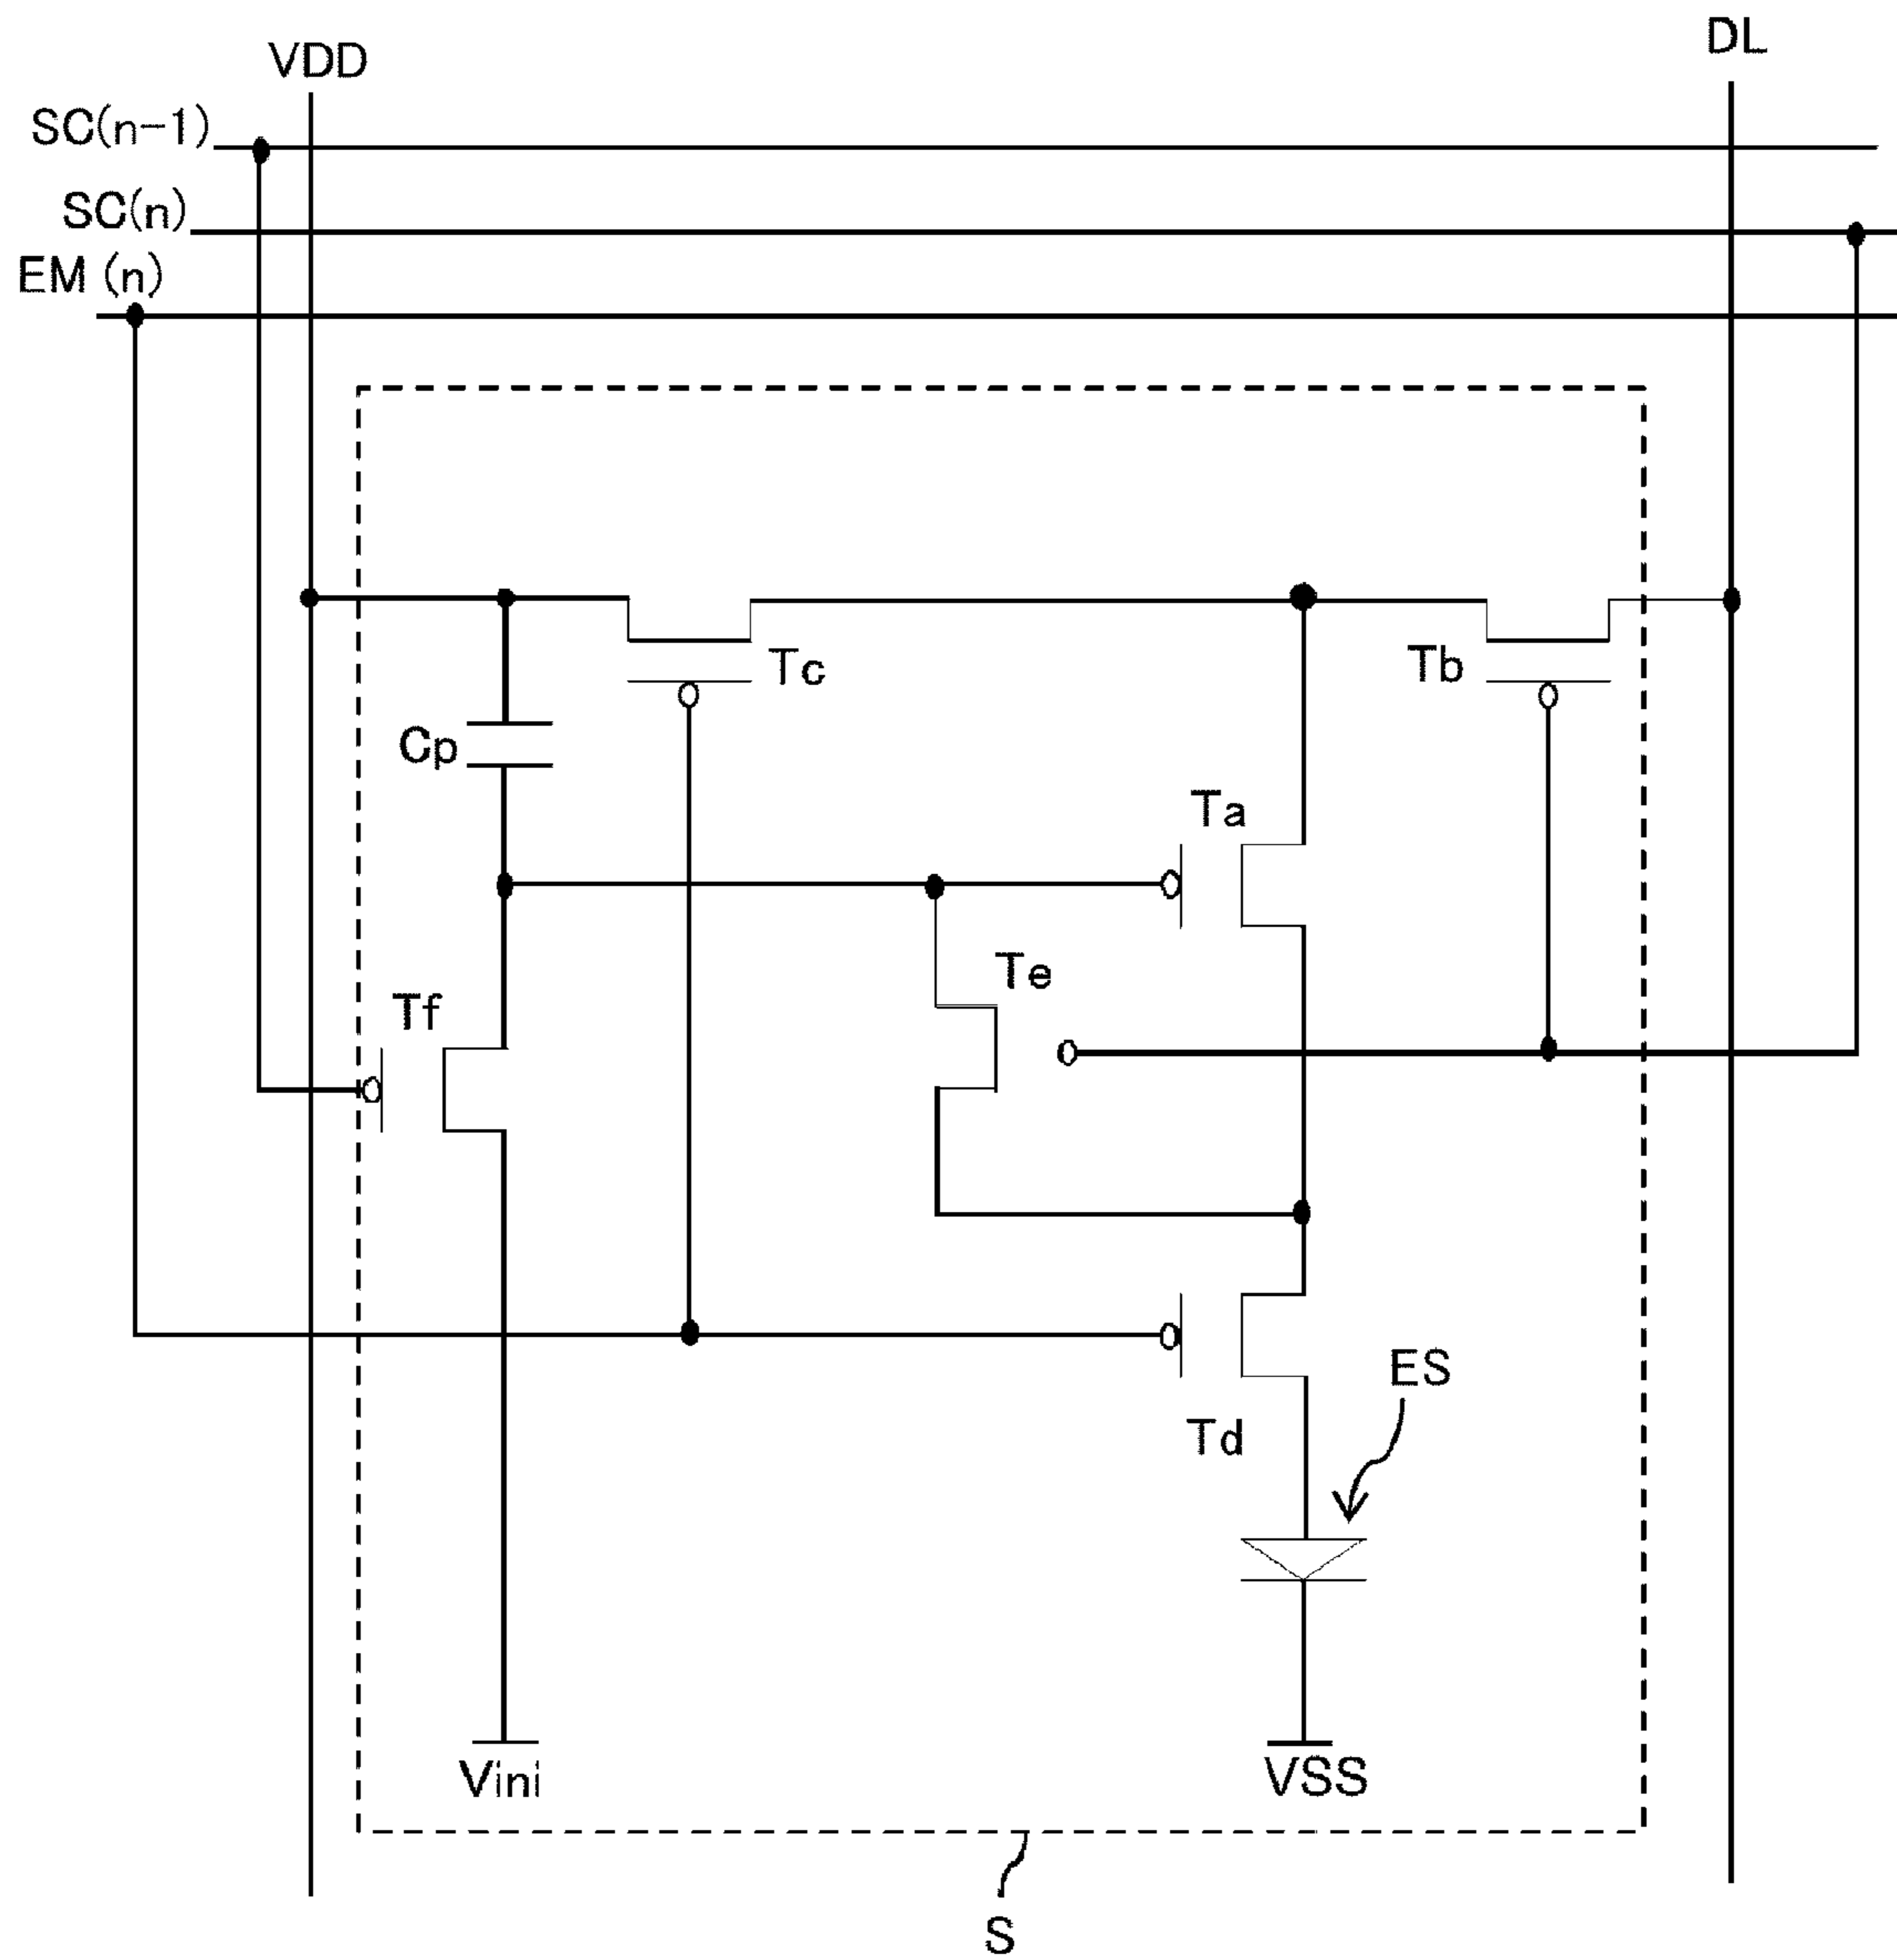 VDD
DL
SC(n-1)
SC(n)
EM (n)
Tc
Tb
Cp
Ta
Te
Tf
ES
Td
Vini
VSS
S